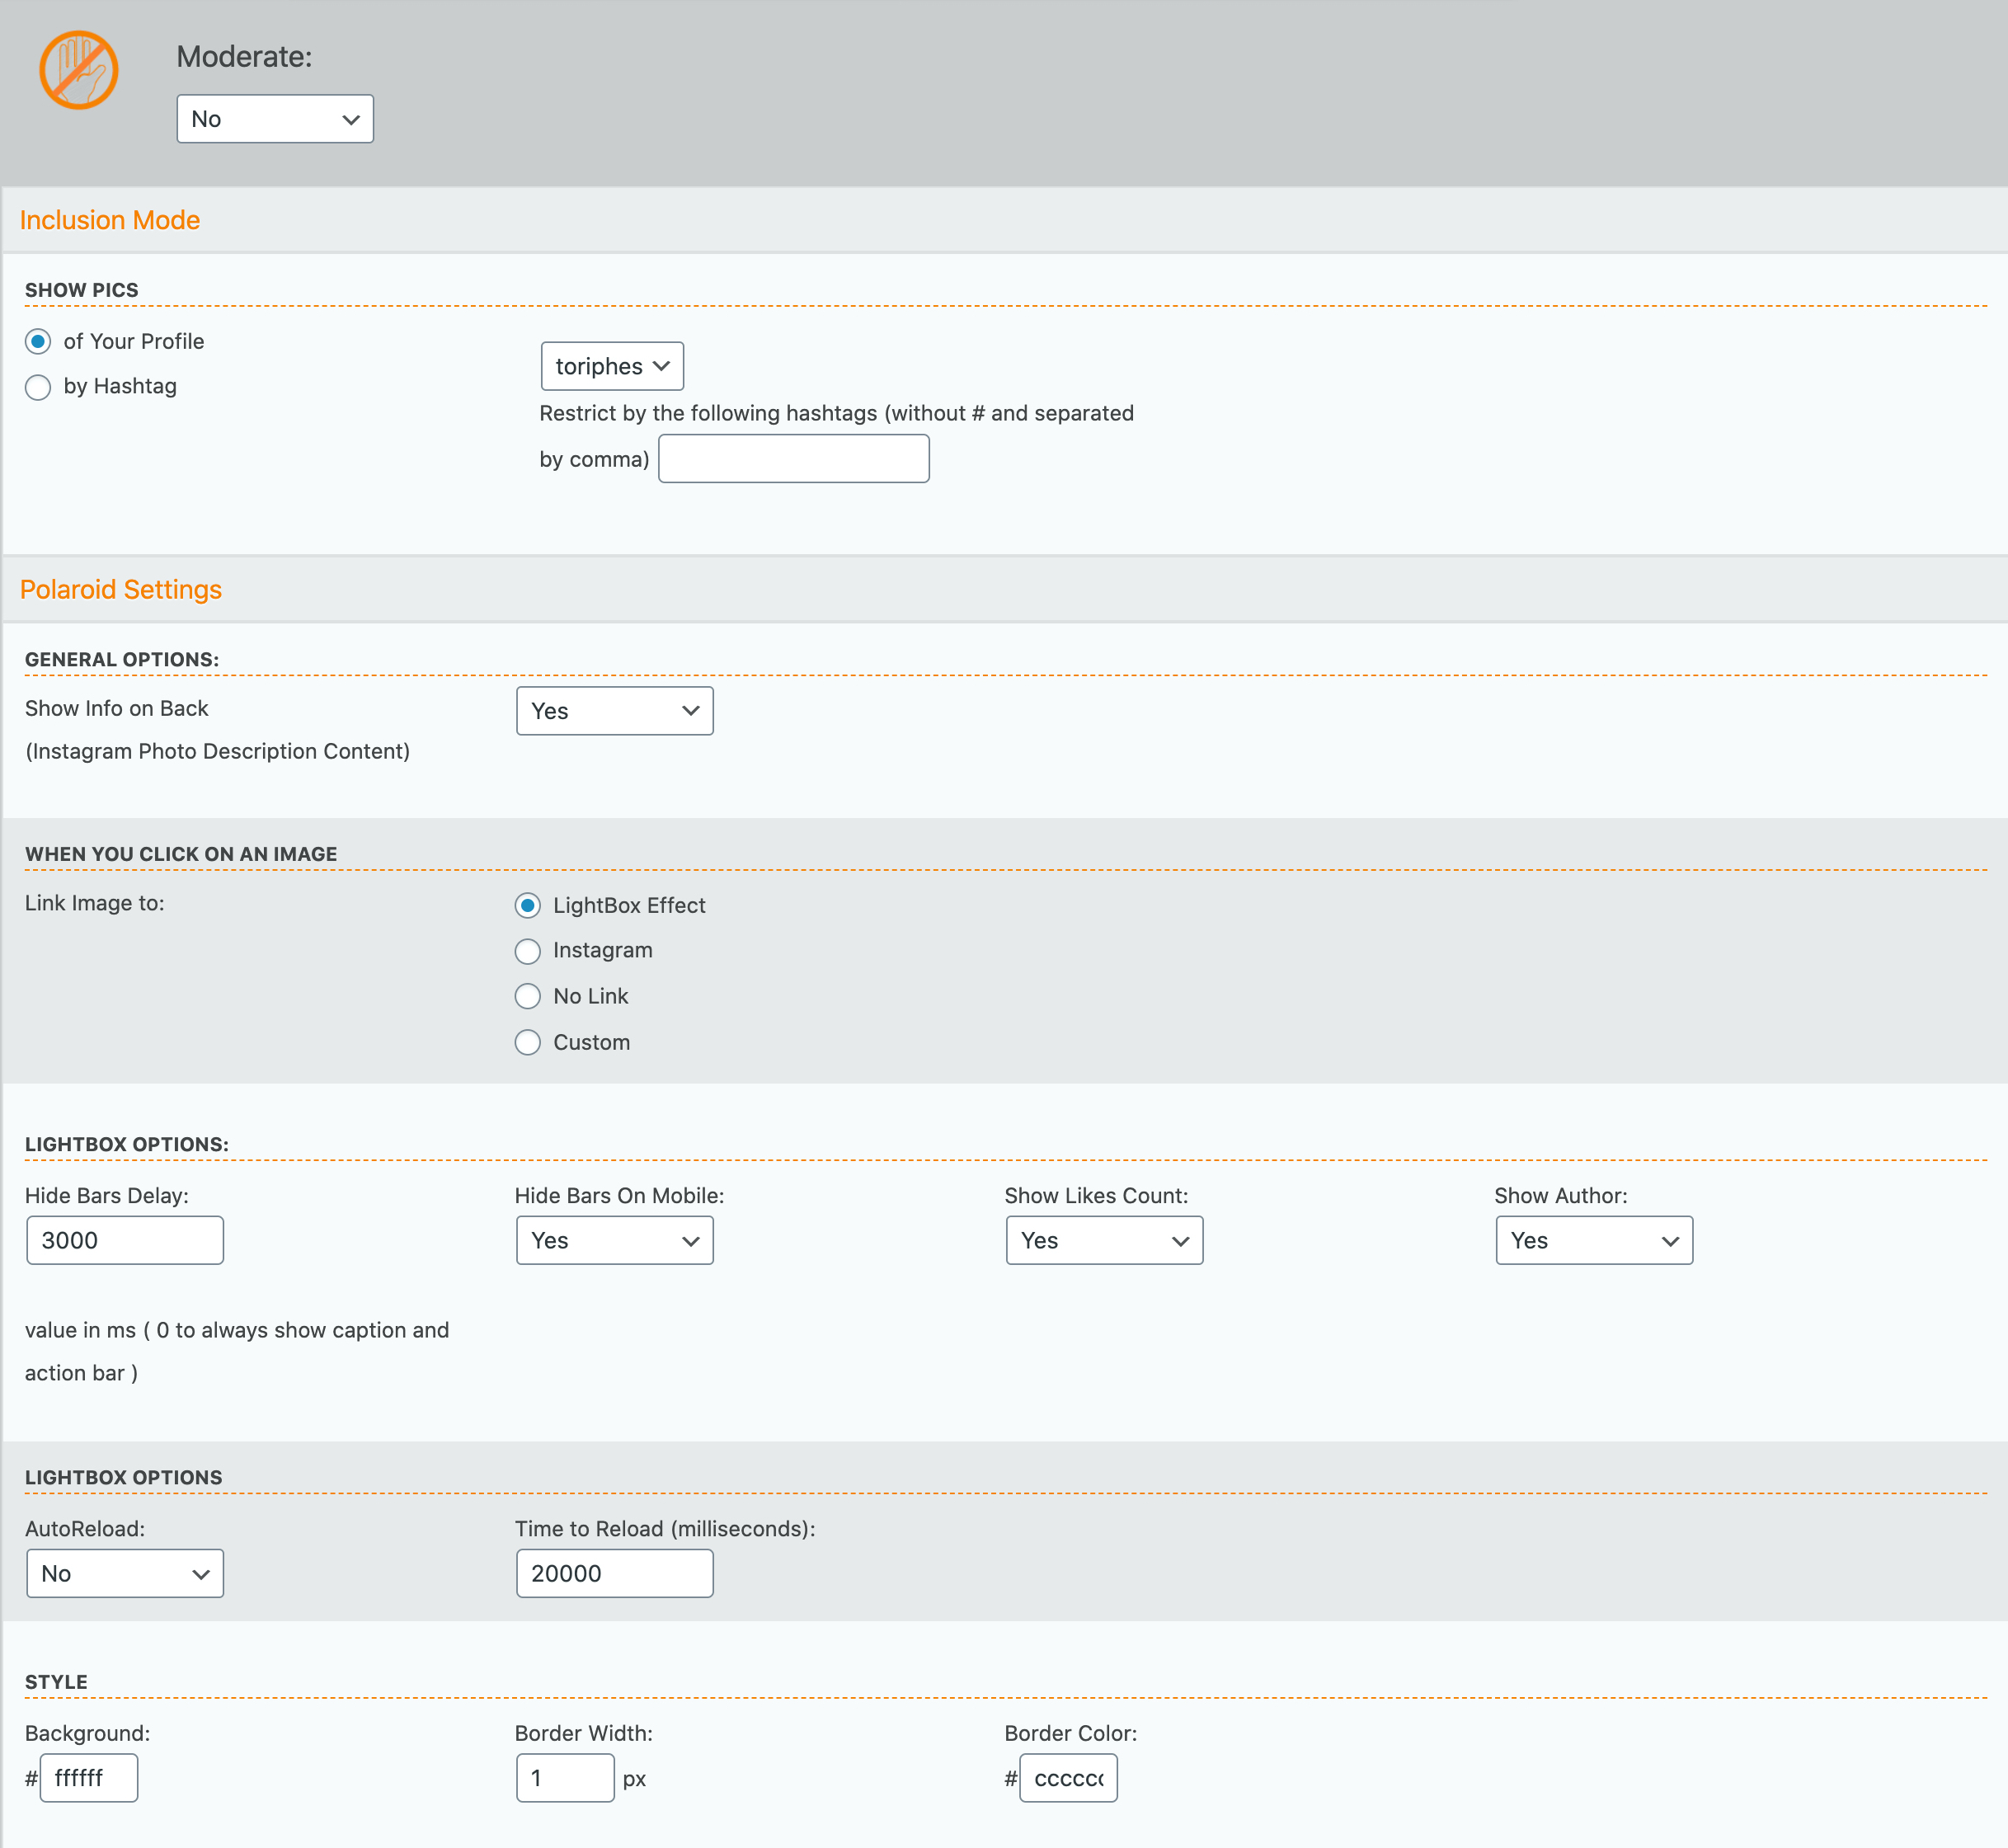 Moderate:
No
Inclusion Mode
SHOW PICS
of Your Profile
by Hashtag
toriphes
Restrict by the following hashtags (without # and separated
by comma)
Polaroid Settings
GENERAL OPTIONS:
Show Info on Back
(Instagram Photo Description Content)
Yes
WHEN YOU CLICK ON AN IMAGE
Link Image to:
LightBox Effect
Instagram
No Link
Custom
LIGHTBOX OPTIONS:
Hide Bars Delay: Hide Bars On Mobile: Show Likes Count: Show Author:
3000 Yes Yes Yes
value in ms ( 0 to always show caption and
action bar )
LIGHTBOX OPTIONS
AutoReload: Time to Reload (milliseconds):
No 20000
STYLE
Background: Border Width: Border Color:
# ffffff 1 px # cccccc